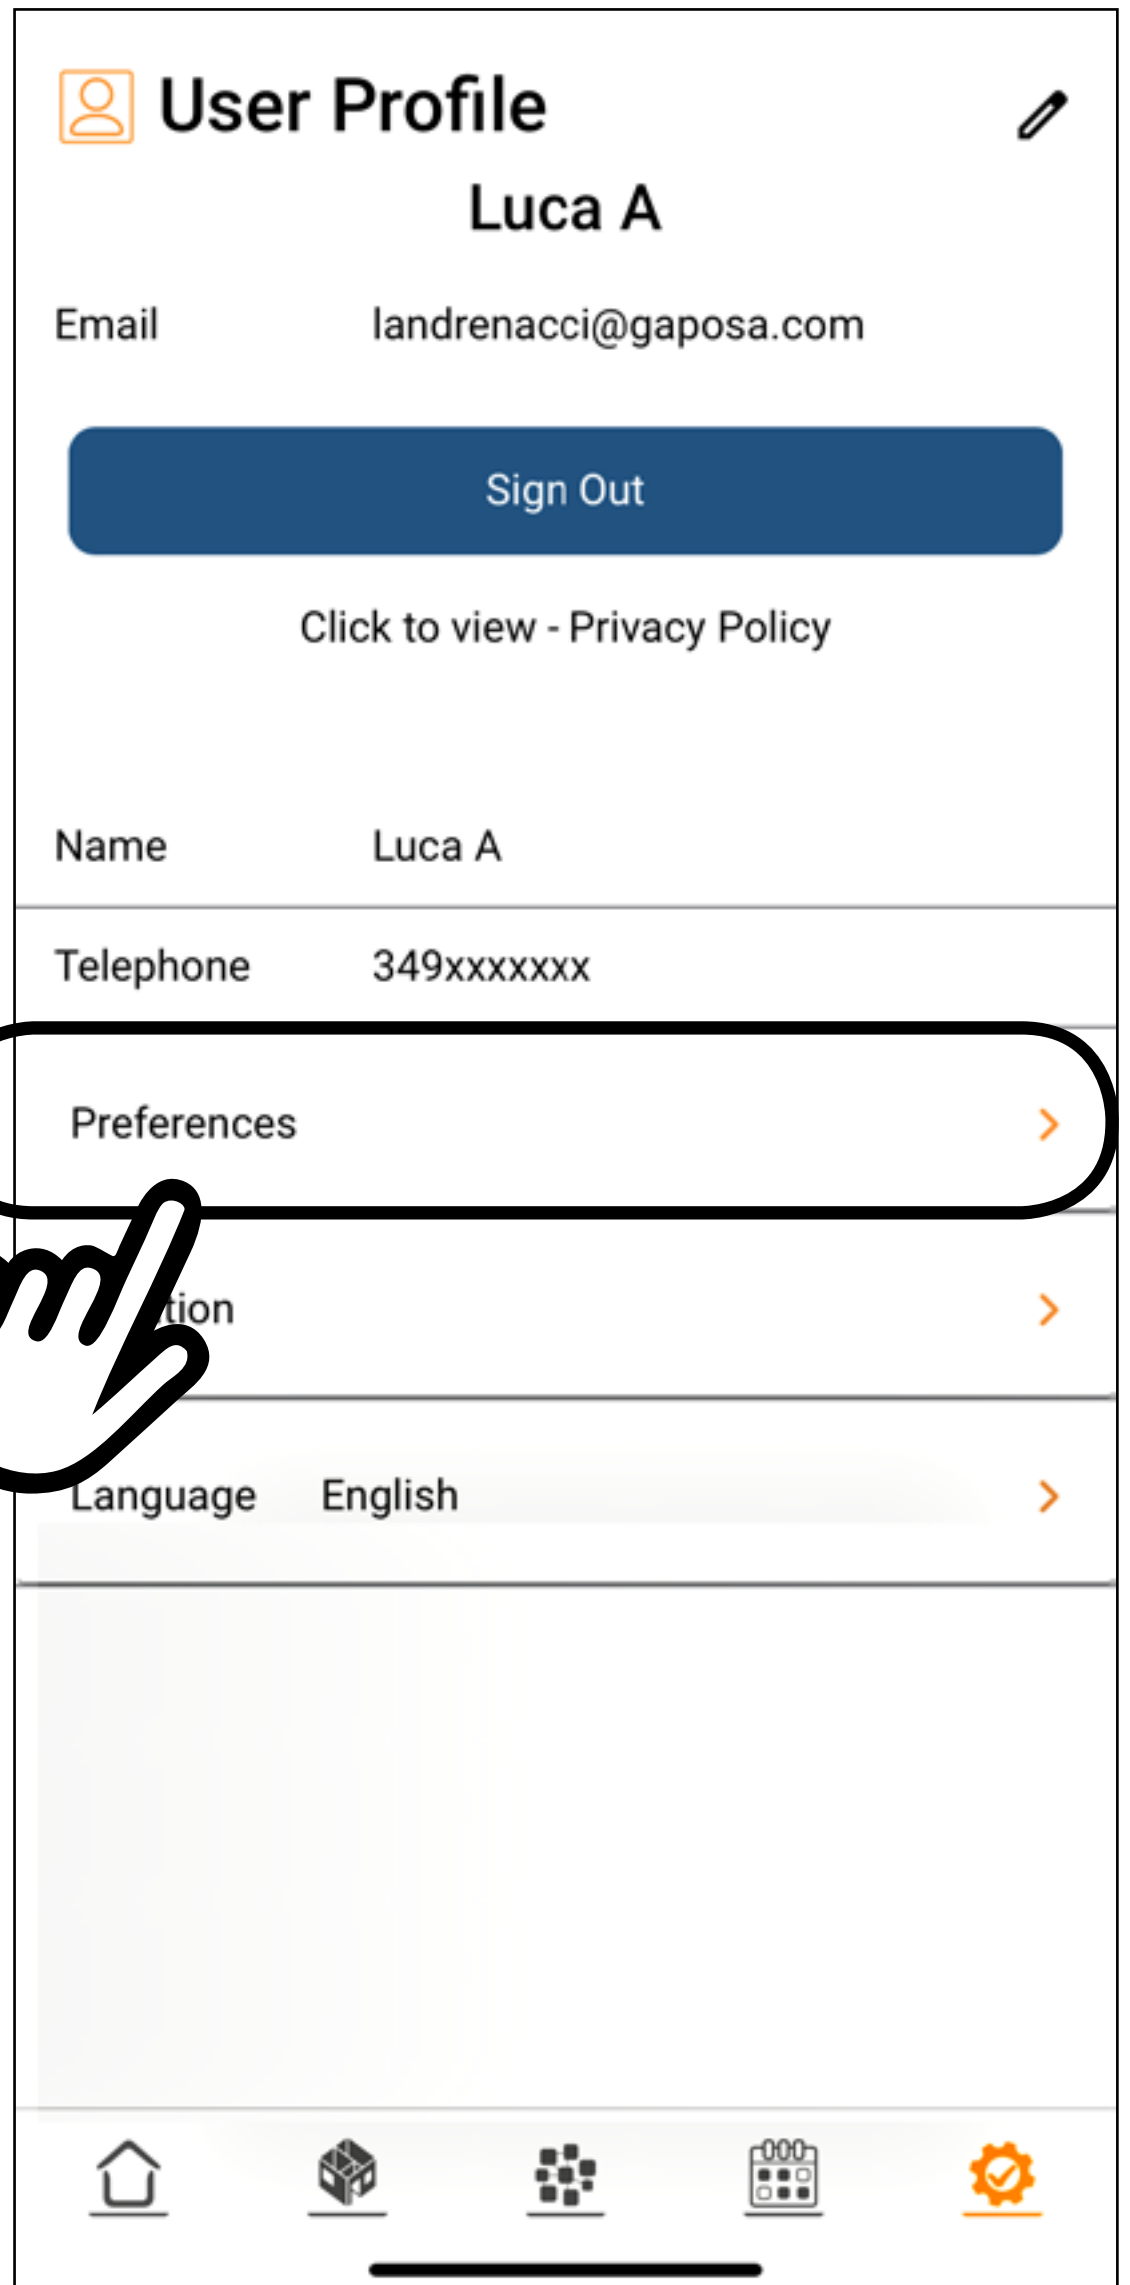 User Profile
Luca A
Email landrenacci@gaposa.com
Sign Out
Click to view - Privacy Policy
Name Luca A
Telephone 349xxxxxxx
Preferences
Language English